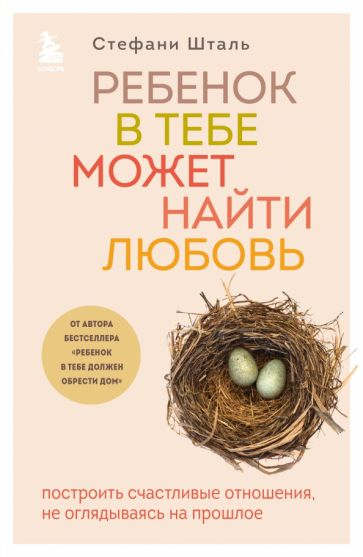 БОМБОРА
Стефани Шталь
РЕБЕНОК
В ТЕБЕ
МОЖЕТ
НАЙТИ
ЛЮБОВЬ
ОТ АВТОРА
БЕСТСЕЛЛЕРА
«РЕБЕНОК
В ТЕБЕ ДОЛЖЕН
ОБРЕСТИ ДОМ»
построить счастливые отношения,
не оглядываясь на прошлое